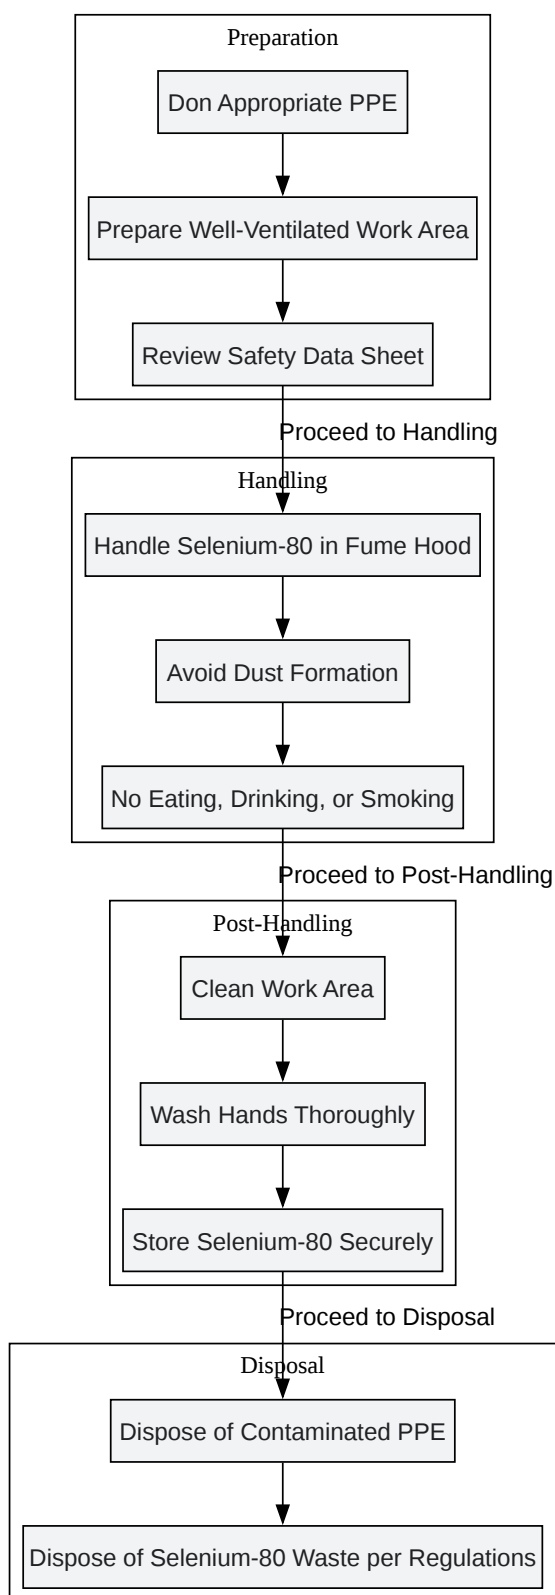 Preparation
Don Appropriate PPE
Prepare Well-Ventilated Work Area
Review Safety Data Sheet
Proceed to Handling
Handling
Handle Selenium-80 in Fume Hood
Avoid Dust Formation
No Eating, Drinking, or Smoking
Proceed to Post-Handling
Post-Handling
Clean Work Area
Wash Hands Thoroughly
Store Selenium-80 Securely
Proceed to Disposal
Disposal
Dispose of Contaminated PPE
Dispose of Selenium-80 Waste per Regulations